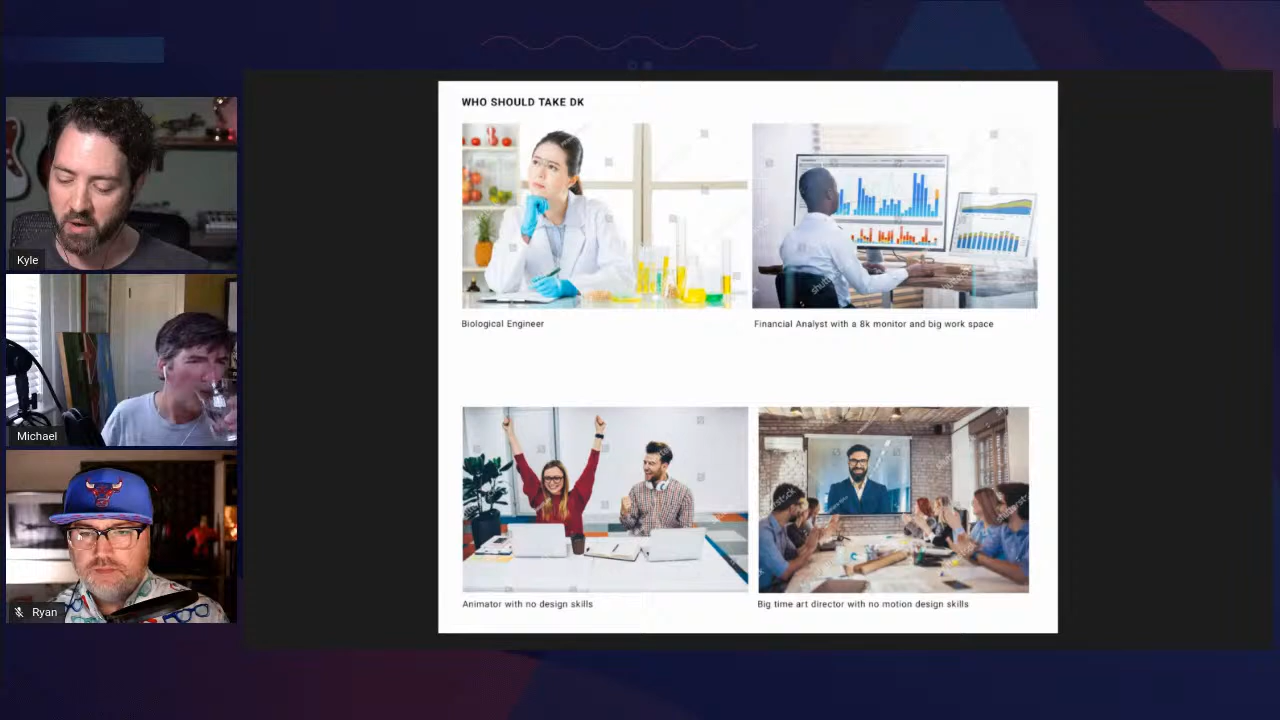 Kyle
Michael
Ryan
WHO SHOULD TAKE DK
Biological Engineer
Financial Analyst with a 8k monitor and big work space
Animator with no design skills
Big time art director with no motion design skills